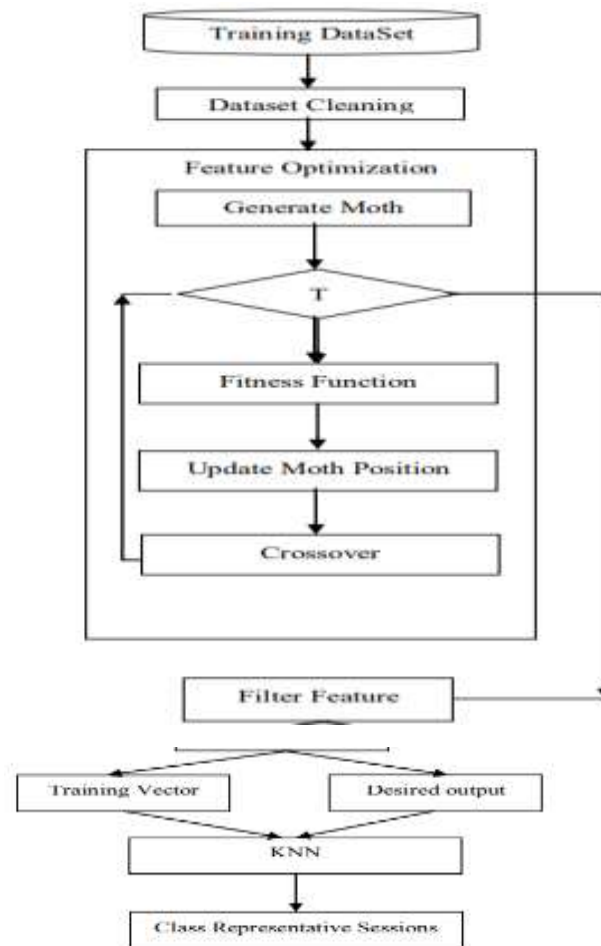 Training DataSet
Dataset Cleaning
Feature Optimization
Generate Moth
T
Fitness Function
Update Moth Position
Crossover
Filter Feature
Training Vector
Desired output
KNN
Class Representative Sessions